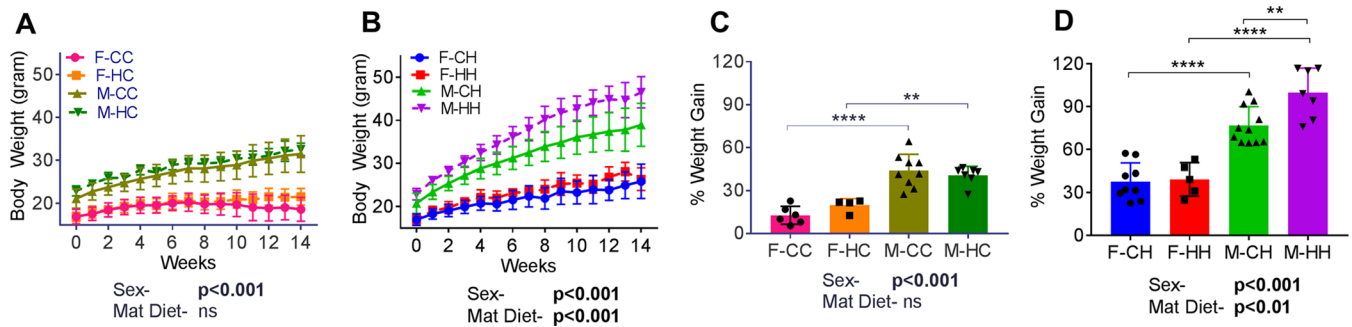 A
F-CC
F-HC
M-CC
M-HC
Body Weight (gram)
50
40
30
20
0 2 4 6 8 10 12 14
Weeks
Sex- p<0.001
Mat Diet- ns
B
F-CH
F-HH
M-CH
M-HH
Body Weight (gram)
50
40
30
20
0 2 4 6 8 10 12 14
Weeks
Sex- p<0.001
Mat Diet- p<0.001
C
**
****
% Weight Gain
120
90
60
30
0
F-CC F-HC M-CC M-HC
Sex- p<0.001
Mat Diet- ns
D
**
****
****
% Weight Gain
120
90
60
30
0
F-CH F-HH M-CH M-HH
Sex- p<0.001
Mat Diet- p<0.01